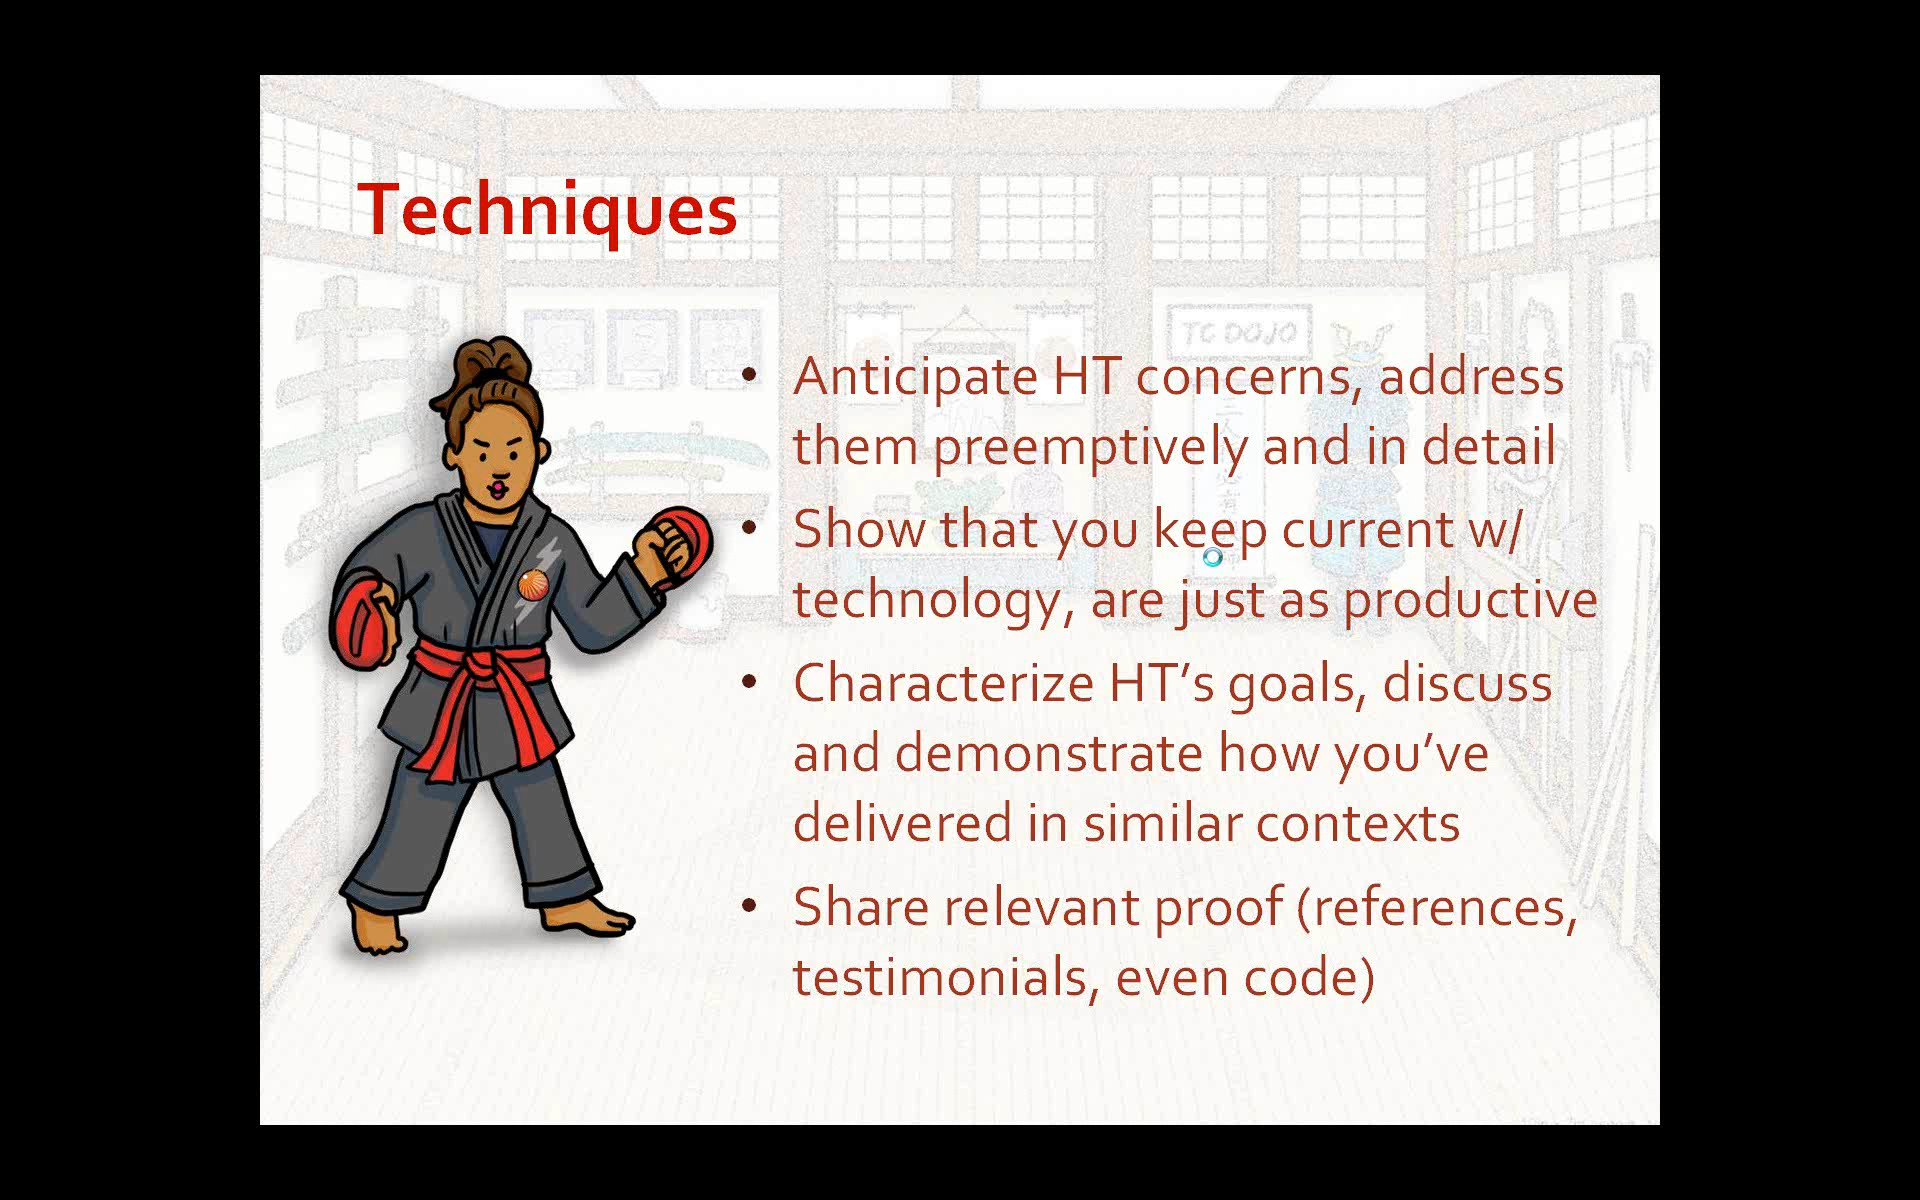 Techniques
TC DOJO
• Anticipate HT concerns, address
them preemptively and in detail
• Show that you keep current w/
technology, are just as productive
• Characterize HT’s goals, discuss
and demonstrate how you’ve
delivered in similar contexts
• Share relevant proof (references,
testimonials, even code)